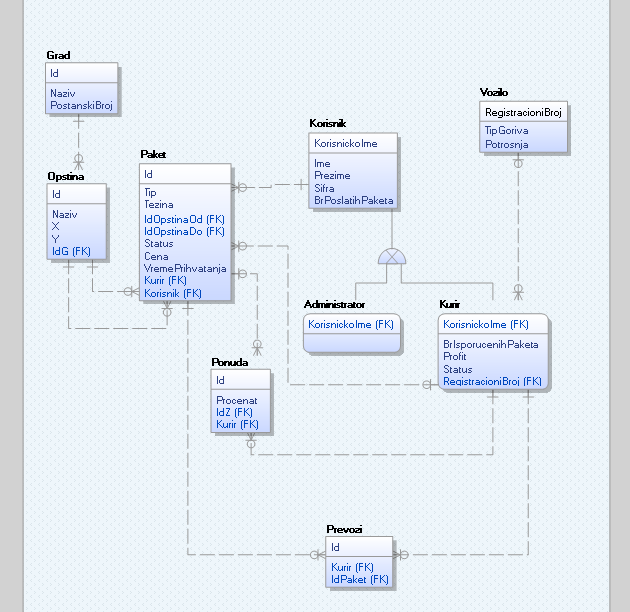 Grad
Id
Naziv
PostanskiBroj
Opstina
Id
Naziv
X
Y
IdG (FK)
Paket
Id
Tip
Tezina
IdOpstinaOd (FK)
IdOpstinaDo (FK)
Status
Cena
VremePrihvatanja
Kurir (FK)
Korisnik (FK)
Korisnik
KorisnickoIme
Ime
Prezime
Sifra
BrPoslatihPaketa
Vozilo
RegistracioniBroj
TipGoriva
Potrosnja
Administrator
KorisnickoIme (FK)
Kurir
KorisnickoIme (FK)
BrIsporucenihPaketa
Profit
Status
RegistracioniBroj (FK)
Ponuda
Id
Procenat
IdZ (FK)
Kurir (FK)
Prevozi
Id
Kurir (FK)
IdPaket (FK)